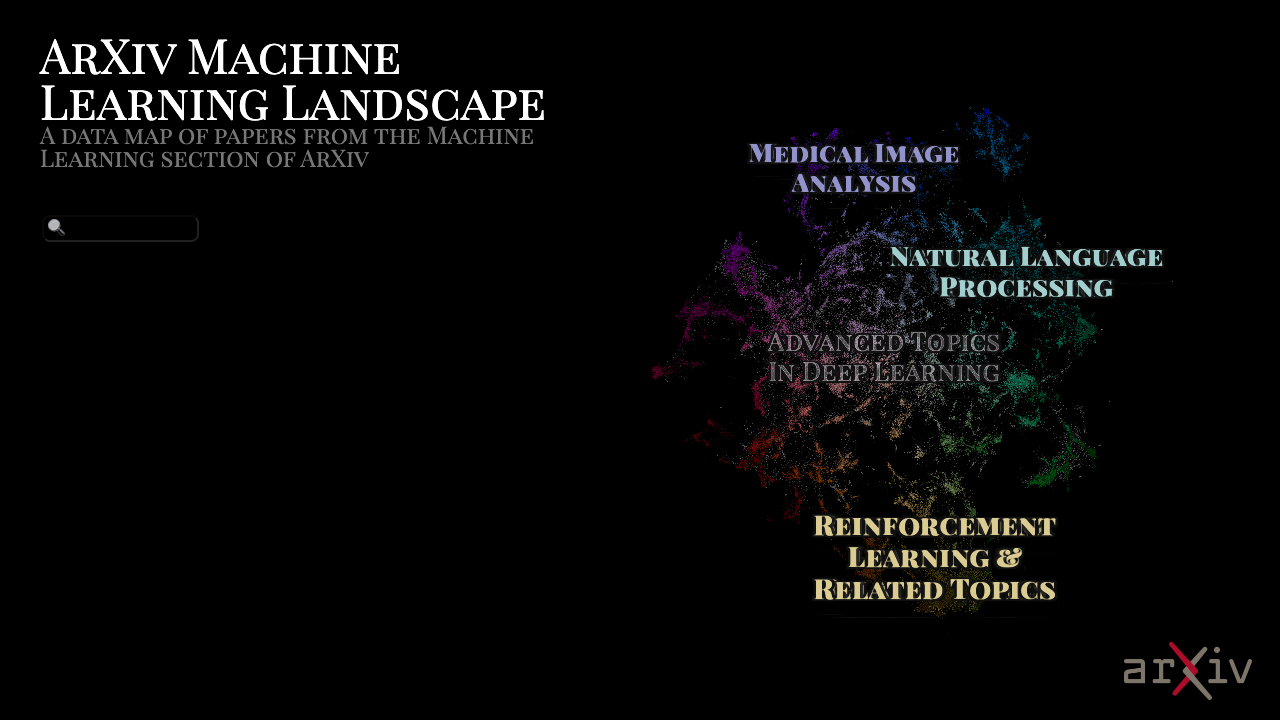 ArXiv Machine
Learning Landscape
A data map of papers from the Machine
Learning section of ArXiv
Medical Image
Analysis
Natural Language
Processing
Advanced Topics
In Deep Learning
Reinforcement
Learning &
Related Topics
arXiv